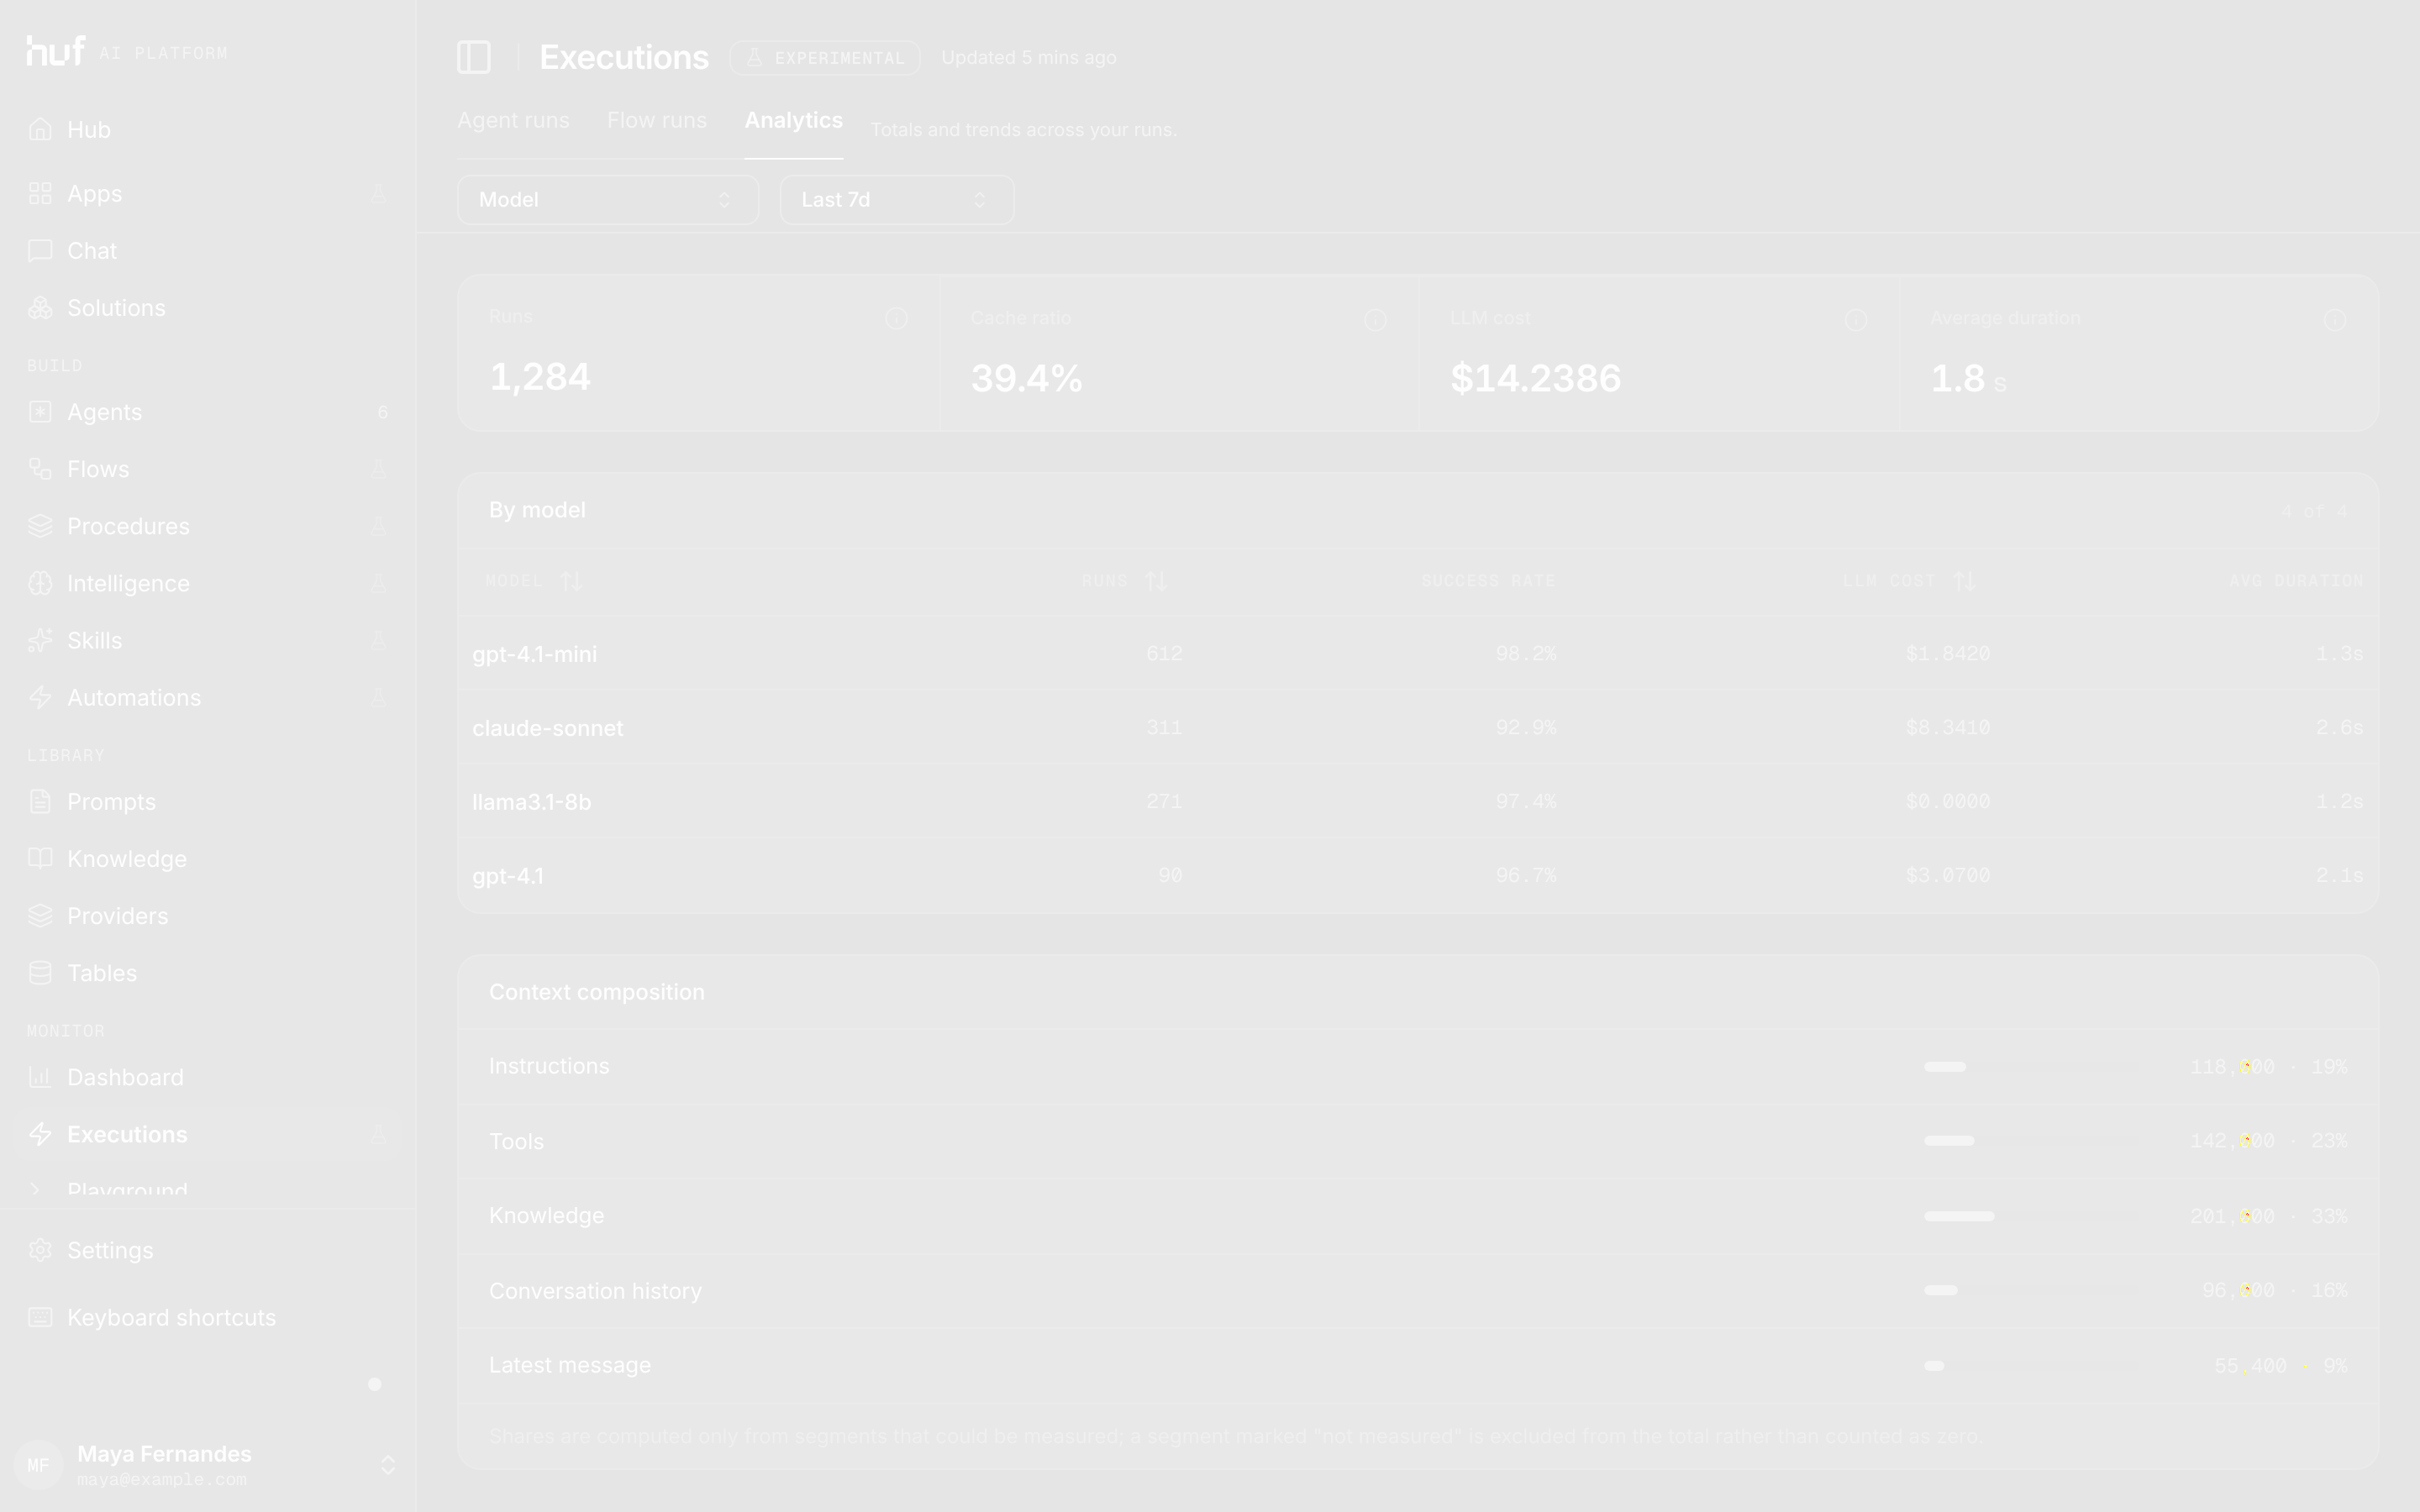 huf AI PLATFORM
Hub
Apps
Chat
Solutions
BUILD
Agents 6
Flows
Procedures
Intelligence
Skills
Automations
LIBRARY
Prompts
Knowledge
Providers
Tables
MONITOR
Dashboard
Executions
Playground
Settings
Keyboard shortcuts
MF Maya Fernandes
maya@example.com
Executions EXPERIMENTAL Updated 5 mins ago
Agent runs Flow runs Analytics Totals and trends across your runs.
Model Last 7d
Runs Cache ratio LLM cost Average duration
1,284 39.4% $14.2386 1.8 s
By model 4 of 4
MODEL RUNS SUCCESS RATE LLM COST AVG DURATION
gpt-4.1-mini 612 98.2% $1.8420 1.3s
claude-sonnet 311 92.9% $8.3410 2.6s
llama3.1-8b 271 97.4% $0.0000 1.2s
gpt-4.1 90 96.7% $3.0700 2.1s
Context composition
Instructions · 19%
Tools · 23%
Knowledge · 33%
Conversation history · 16%
Latest message 55,400 · 9%
Shares are computed only from segments that could be measured; a segment marked "not measured" is excluded from the total rather than counted as zero.